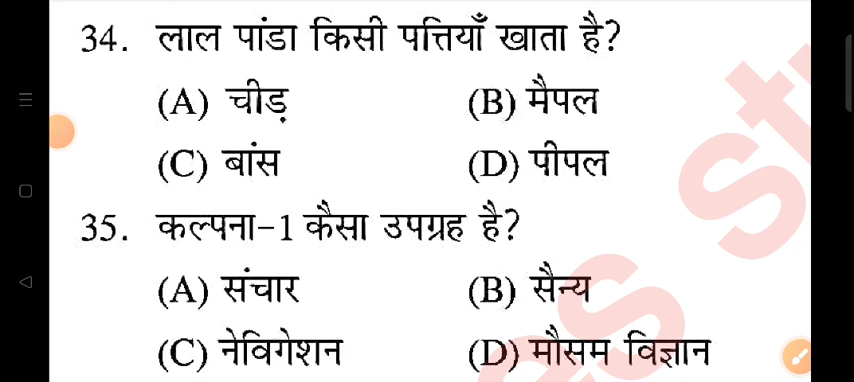 34. लाल पांडा किसी पत्तियाँ खाता है?
(A) चीड़ (B) मैपल
(C) बांस (D) पीपल
35. कल्पना-1 कैसा उपग्रह है?
(A) संचार (B) सैन्य
(C) नेविगेशन (D) मौसम विज्ञान